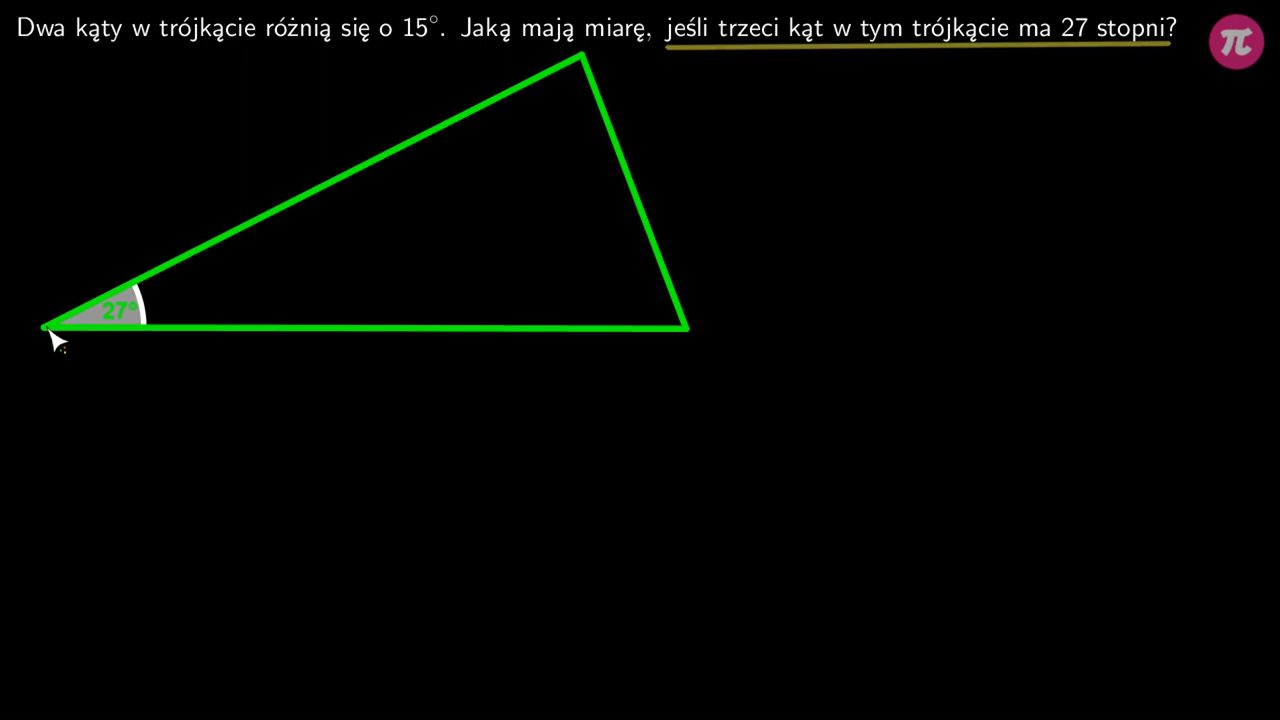 Dwa kąty w trójkącie różnią się o 15°. Jaką mają miarę, jeśli trzeci kąt w tym trójkącie ma 27 stopni?
π
27°